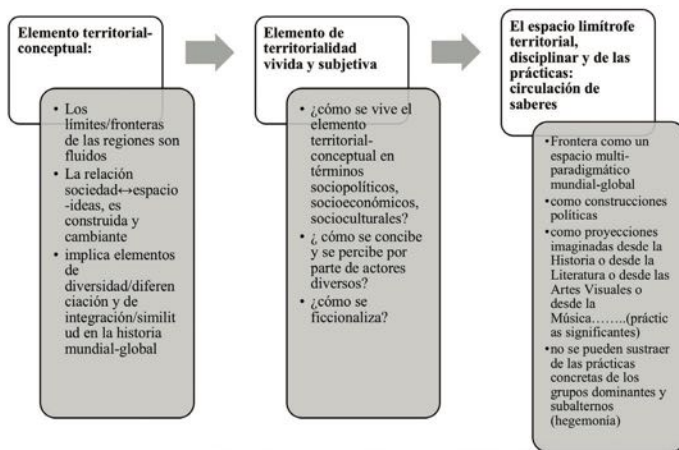 Elemento territorial-
conceptual:
• Los
límites/fronteras
de las regiones son
fluidos
• La relación
sociedad↔espacio
-ideas, es
construida y
cambiante
• implica elementos
de
diversidad/diferen
ciación y de
integración/simili
tud en la historia
mundial-global
Elemento de
territorialidad
vivida y subjetiva
• ¿cómo se vive el
elemento
territorial-
conceptual en
términos
sociopolíticos,
socioeconómicos,
socioculturales?
• ¿ cómo se concibe
y se percibe por
parte de actores
diversos?
• ¿cómo se
ficcionaliza?
El espacio limítrofe
territorial,
disciplinar y de las
prácticas:
circulación de
saberes
•Frontera como un
espacio multi-
paradigmático
mundial-global
•como construcciones
políticas
•como proyecciones
imaginadas desde la
Historia o desde la
Literatura o desde las
Artes Visuales o
desde la
Música……..(práctic
as significantes)
•no se pueden sustraer
de las prácticas
concretas de los
grupos dominantes y
subalternos
(hegemonía)